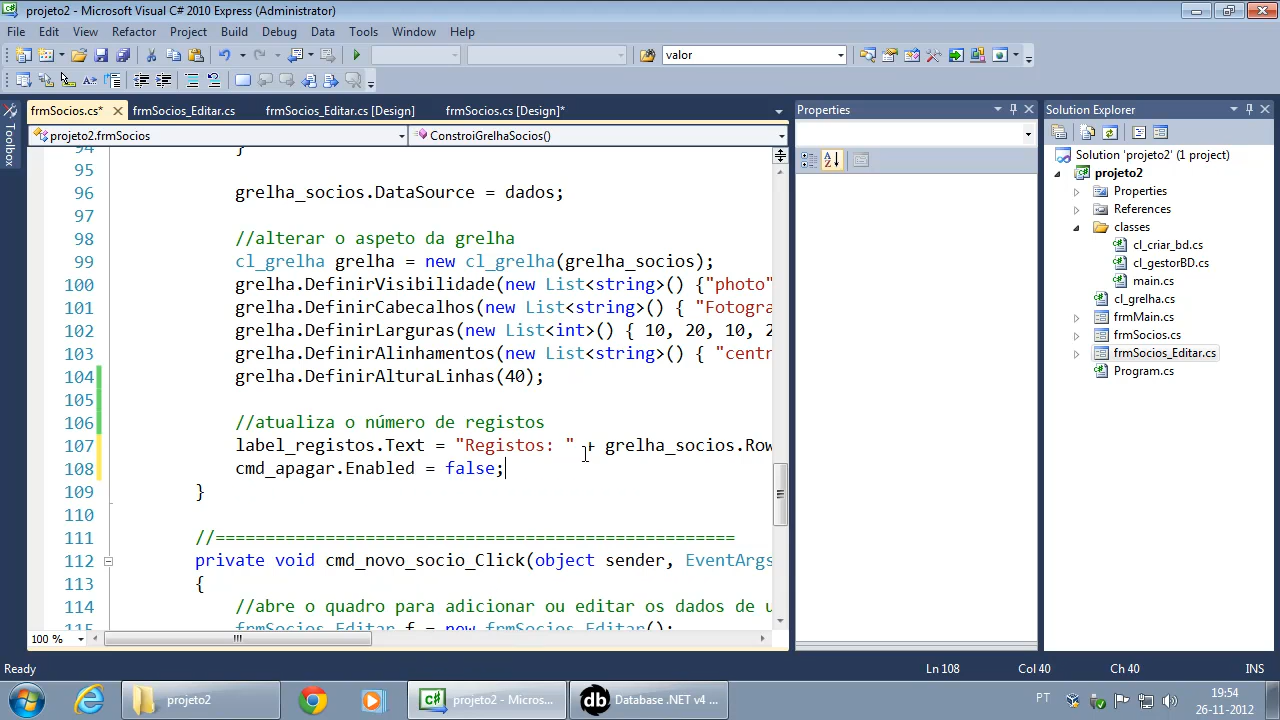 projeto2 - Microsoft Visual C# 2010 Express (Administrator)
File Edit View Refactor Project Build Debug Data Tools Window Help
valor
frmSocios.cs* frmSocios_Editar.cs frmSocios_Editar.cs [Design] frmSocios.cs [Design]*
Toolbox
projeto2.frmSocios ConstroiGrelhaSocios()
94 }
95
96 grelha_socios.DataSource = dados;
97
98 //alterar o aspeto da grelha
99 cl_grelha grelha = new cl_grelha(grelha_socios);
100 grelha.DefinirVisibilidade(new List<string>() {"photo"
101 grelha.DefinirCabecalhos(new List<string>() { "Fotogra
102 grelha.DefinirLarguras(new List<int>() { 10, 20, 10, 2
103 grelha.DefinirAlinhamentos(new List<string>() { "centr
104 grelha.DefinirAlturaLinhas(40);
105
106 //atualiza o número de registos
107 label_registos.Text = "Registos: " + grelha_socios.Row
108 cmd_apagar.Enabled = false;
109 }
110
111 //====================================================
112 private void cmd_novo_socio_Click(object sender, EventArgs
113 {
114 //abre o quadro para adicionar ou editar os dados de u
115 frmSocios_Editar f = new frmSocios_Editar();
100 %
Properties
Solution Explorer
Solution 'projeto2' (1 project)
projeto2
Properties
References
classes
cl_criar_bd.cs
cl_gestorBD.cs
main.cs
cl_grelha.cs
frmMain.cs
frmSocios.cs
frmSocios_Editar.cs
Program.cs
Ready Ln 108 Col 40 Ch 40 INS
projeto2 projeto2 - Micros... db Database .NET v4 ... PT 19:54
26-11-2012